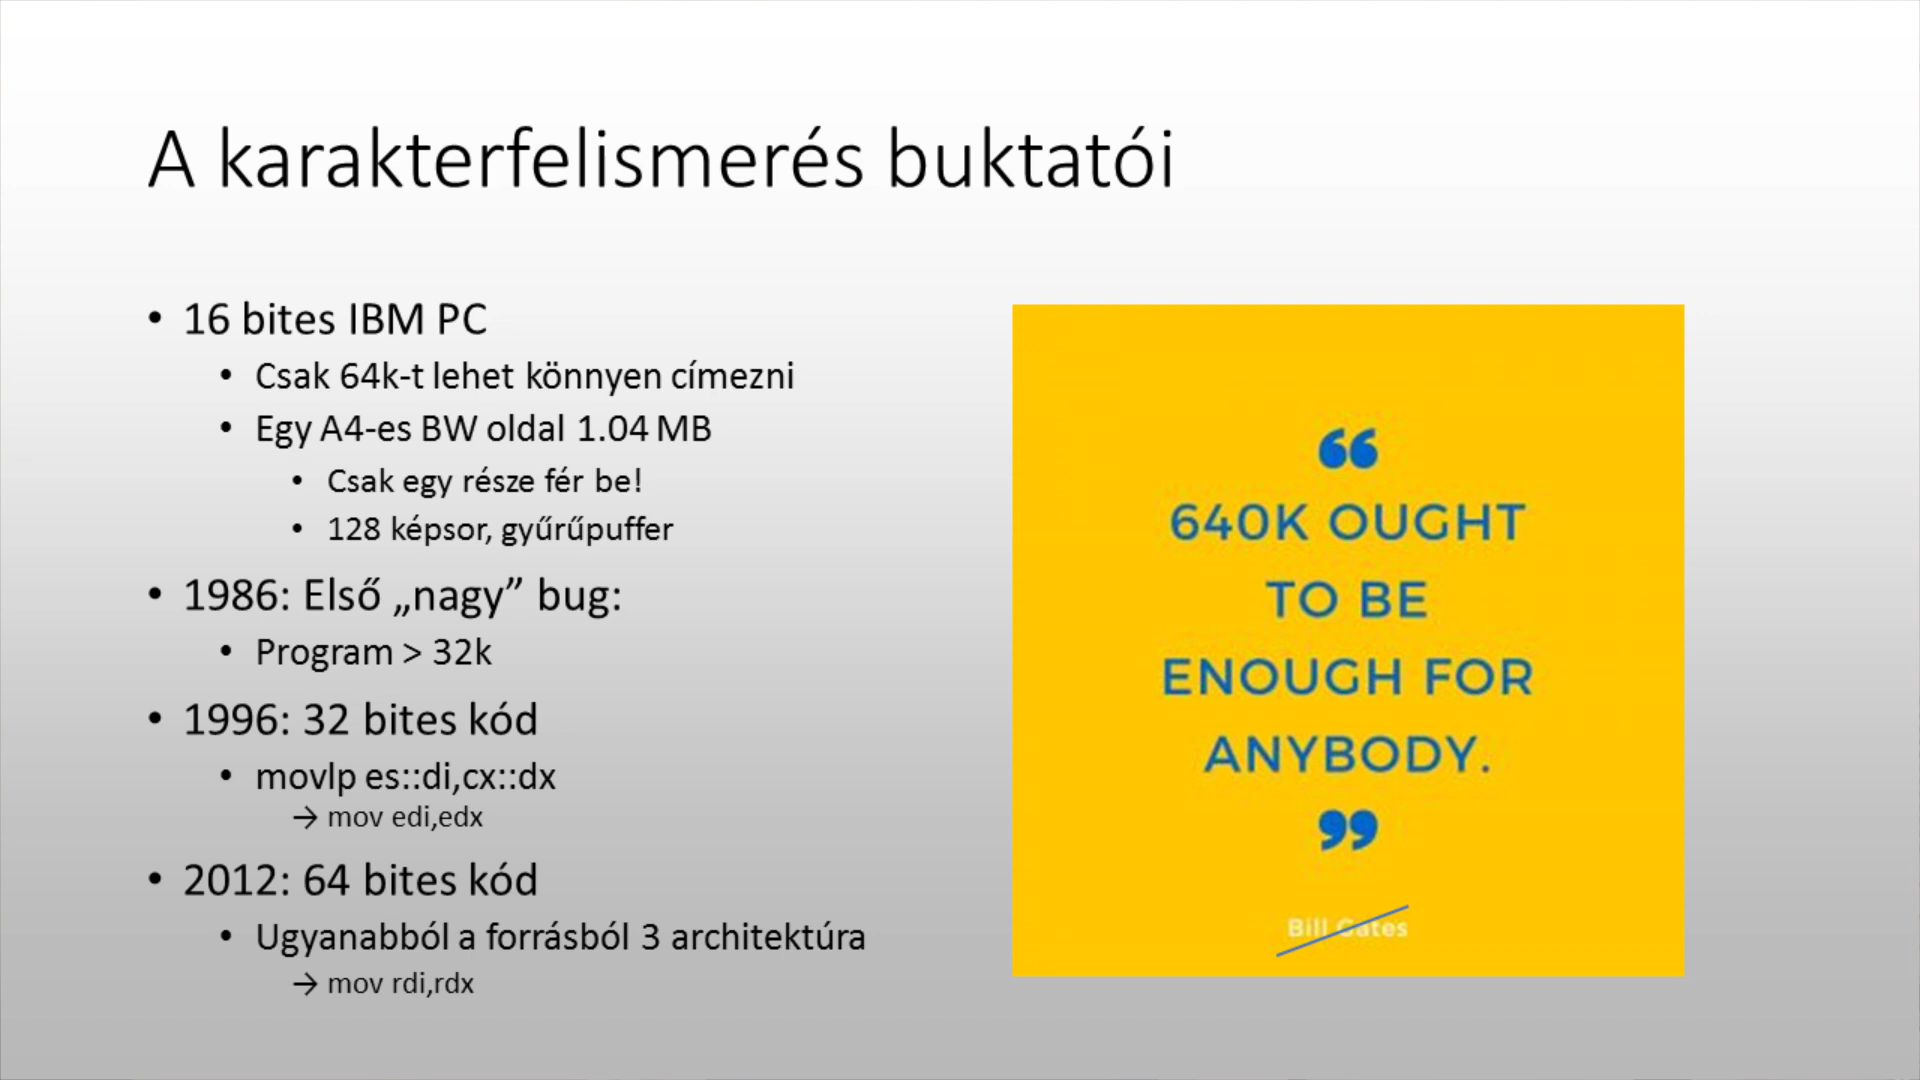 A karakterfelismerés buktatói
• 16 bites IBM PC
• Csak 64k-t lehet könnyen címezni
• Egy A4-es BW oldal 1.04 MB
• Csak egy része fér be!
• 128 képsor, gyűrűpuffer
• 1986: Első „nagy” bug:
• Program > 32k
• 1996: 32 bites kód
• movlp es::di,cx::dx
→ mov edi,edx
• 2012: 64 bites kód
• Ugyanabból a forrásból 3 architektúra
→ mov rdi,rdx
“
640K OUGHT
TO BE
ENOUGH FOR
ANYBODY.
”
Bill Gates